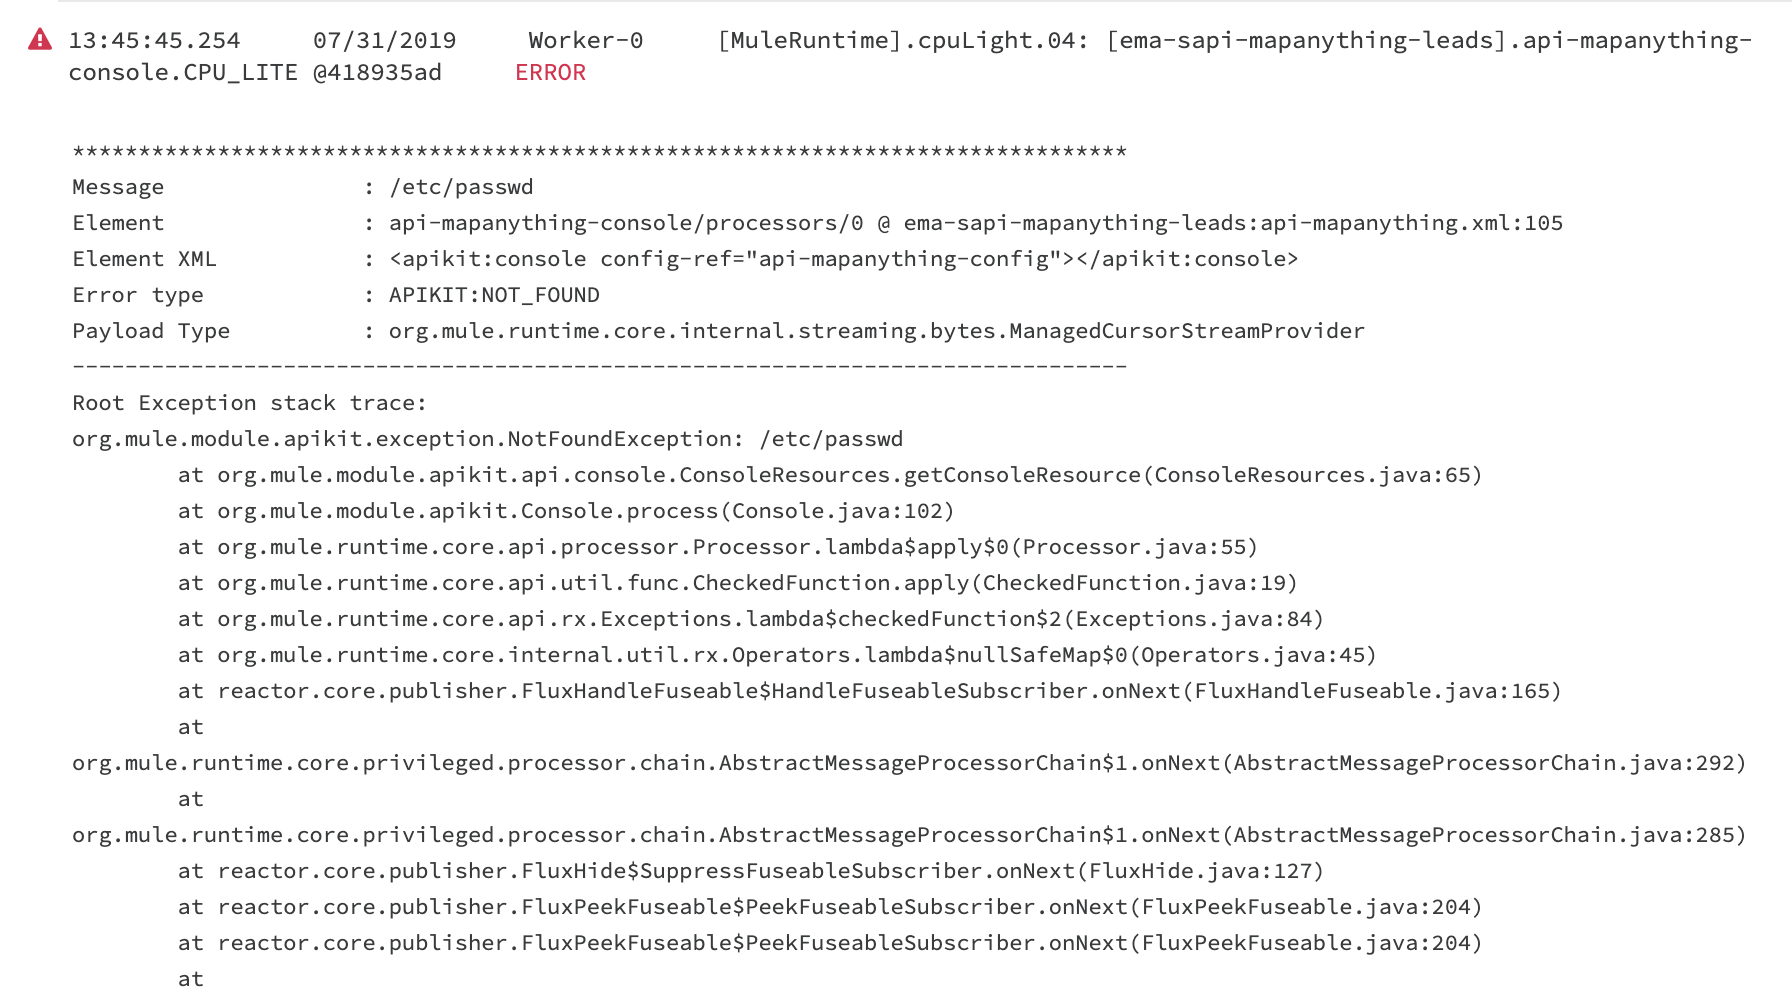 13:45:45.254 07/31/2019 Worker-0 [MuleRuntime].cpuLight.04: [ema-sapi-mapanything-leads].api-mapanything-
console.CPU_LITE @418935ad ERROR
********************************************************************************
Message : /etc/passwd
Element : api-mapanything-console/processors/0 @ ema-sapi-mapanything-leads:api-mapanything.xml:105
Element XML : <apikit:console config-ref="api-mapanything-config"></apikit:console>
Error type : APIKIT:NOT_FOUND
Payload Type : org.mule.runtime.core.internal.streaming.bytes.ManagedCursorStreamProvider
--------------------------------------------------------------------------------
Root Exception stack trace:
org.mule.module.apikit.exception.NotFoundException: /etc/passwd
at org.mule.module.apikit.api.console.ConsoleResources.getConsoleResource(ConsoleResources.java:65)
at org.mule.module.apikit.Console.process(Console.java:102)
at org.mule.runtime.core.api.processor.Processor.lambda$apply$0(Processor.java:55)
at org.mule.runtime.core.api.util.func.CheckedFunction.apply(CheckedFunction.java:19)
at org.mule.runtime.core.api.rx.Exceptions.lambda$checkedFunction$2(Exceptions.java:84)
at org.mule.runtime.core.internal.util.rx.Operators.lambda$nullSafeMap$0(Operators.java:45)
at reactor.core.publisher.FluxHandleFuseable$HandleFuseableSubscriber.onNext(FluxHandleFuseable.java:165)
at
org.mule.runtime.core.privileged.processor.chain.AbstractMessageProcessorChain$1.onNext(AbstractMessageProcessorChain.java:292)
at
org.mule.runtime.core.privileged.processor.chain.AbstractMessageProcessorChain$1.onNext(AbstractMessageProcessorChain.java:285)
at reactor.core.publisher.FluxHide$SuppressFuseableSubscriber.onNext(FluxHide.java:127)
at reactor.core.publisher.FluxPeekFuseable$PeekFuseableSubscriber.onNext(FluxPeekFuseable.java:204)
at reactor.core.publisher.FluxPeekFuseable$PeekFuseableSubscriber.onNext(FluxPeekFuseable.java:204)
at